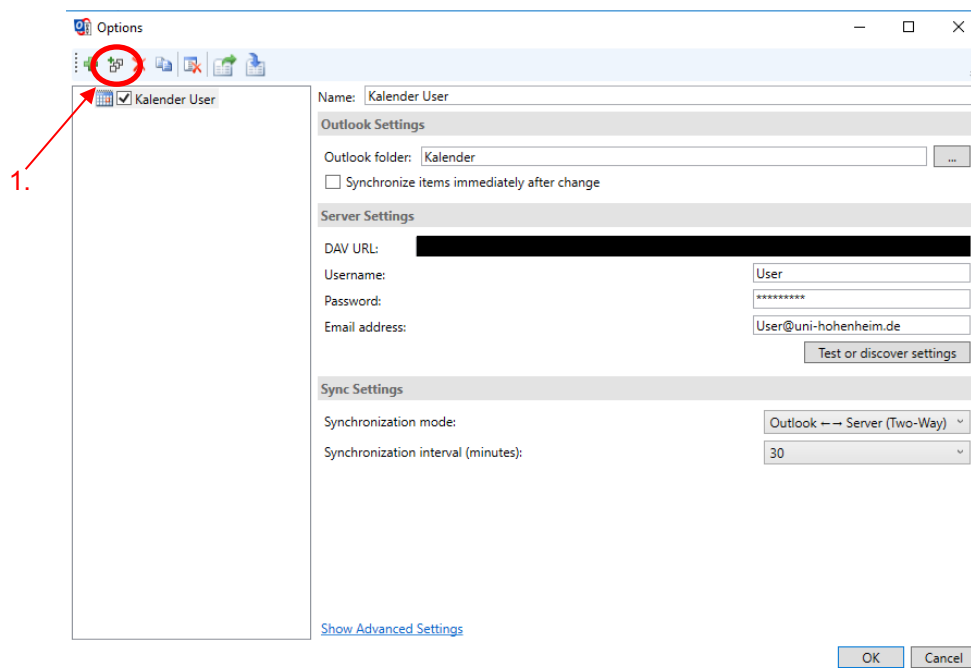 Options
Kalender User
Name: Kalender User
Outlook Settings
Outlook folder: Kalender ...
Synchronize items immediately after change
1.
Server Settings
DAV URL:
Username: User
Password: *********
Email address: User@uni-hohenheim.de
Test or discover settings
Sync Settings
Synchronization mode: Outlook ←→ Server (Two-Way)
Synchronization interval (minutes): 30
Show Advanced Settings
OK Cancel